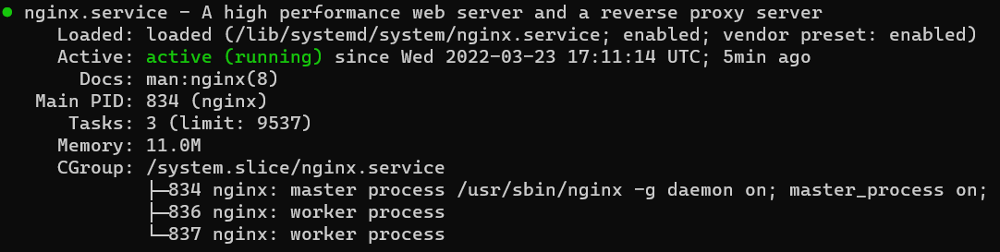 ● nginx.service - A high performance web server and a reverse proxy server
     Loaded: loaded (/lib/systemd/system/nginx.service; enabled; vendor preset: enabled)
     Active: active (running) since Wed 2022-03-23 17:11:14 UTC; 5min ago
       Docs: man:nginx(8)
   Main PID: 834 (nginx)
      Tasks: 3 (limit: 9537)
     Memory: 11.0M
     CGroup: /system.slice/nginx.service
             ├─834 nginx: master process /usr/sbin/nginx -g daemon on; master_process on;
             ├─836 nginx: worker process
             └─837 nginx: worker process